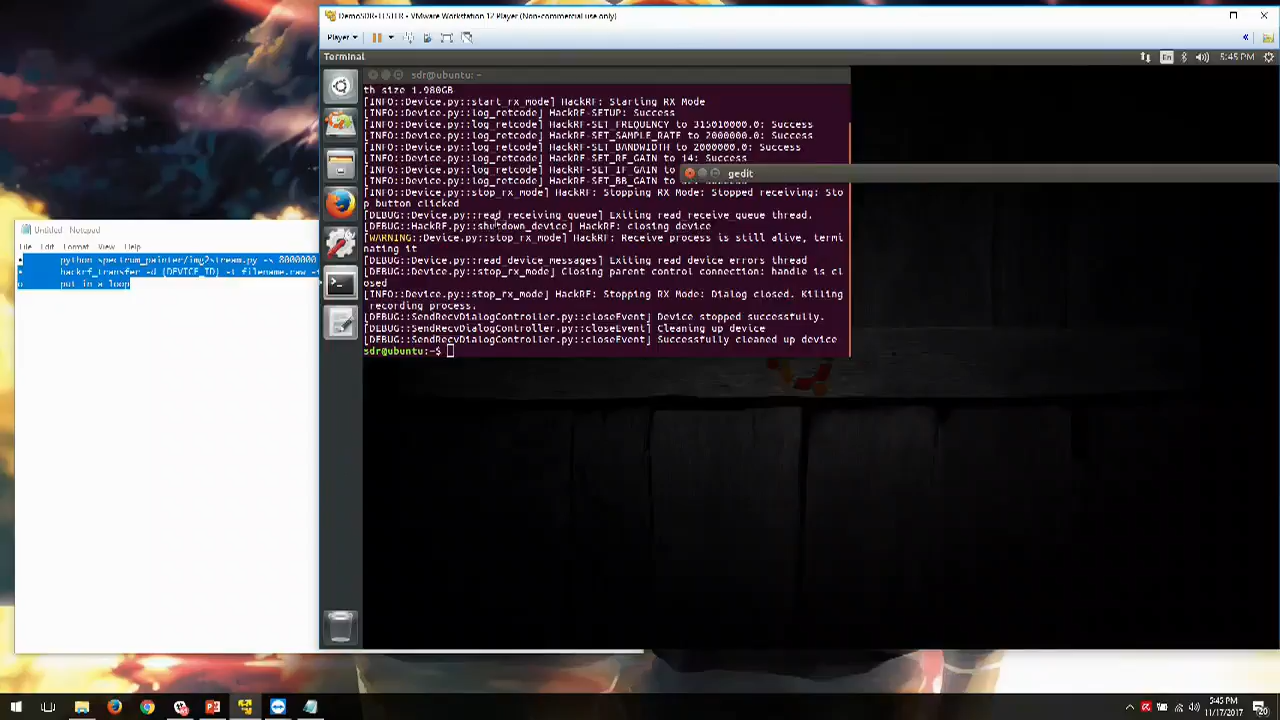 DemoSDR-TESTER - VMware Workstation 12 Player (Non-commercial use only)
Player
Terminal
En
5:45 PM
sdr@ubuntu: ~
th size 1.980GB
[INFO::Device.py::start_rx_mode] HackRF: Starting RX Mode
[INFO::Device.py::log_retcode] HackRF-SETUP: Success
[INFO::Device.py::log_retcode] HackRF-SET_FREQUENCY to 315010000.0: Success
[INFO::Device.py::log_retcode] HackRF-SET_SAMPLE_RATE to 2000000.0: Success
[INFO::Device.py::log_retcode] HackRF-SET_BANDWIDTH to 2000000.0: Success
[INFO::Device.py::log_retcode] HackRF-SET_RF_GAIN to 14: Success
[INFO::Device.py::log_retcode] HackRF-SET_IF_GAIN to
[INFO::Device.py::log_retcode] HackRF-SET_BB_GAIN to
gedit
[INFO::Device.py::stop_rx_mode] HackRF: Stopping RX Mode: Stopped receiving: Sto
p button clicked
[DEBUG::Device.py::read_receiving_queue] Exiting read_receive_queue thread.
[DEBUG::Device.py::shutdown_device] HackRF: closing device
[WARNING::Device.py::stop_rx_mode] HackRF: Receive process is still alive, termi
nating it
[DEBUG::Device.py::read_device_messages] Exiting read device errors thread
[DEBUG::Device.py::stop_rx_mode] Closing parent control connection: handle is cl
osed
[INFO::Device.py::stop_rx_mode] HackRF: Stopping RX Mode: Dialog closed. Killing
recording process.
[DEBUG::SendRecvDialogController.py::closeEvent] Device stopped successfully.
[DEBUG::SendRecvDialogController.py::closeEvent] Cleaning up device
[DEBUG::SendRecvDialogController.py::closeEvent] Successfully cleaned up device
sdr@ubuntu:~$
Untitled - Notepad
File Edit Format View Help
• python spectrum_painter/img2stream.py -s 8000000
• hackrf_transfer -d {DEVICE_ID} -t filename.raw
o put in a loop
5:45 PM
11/17/2017
20